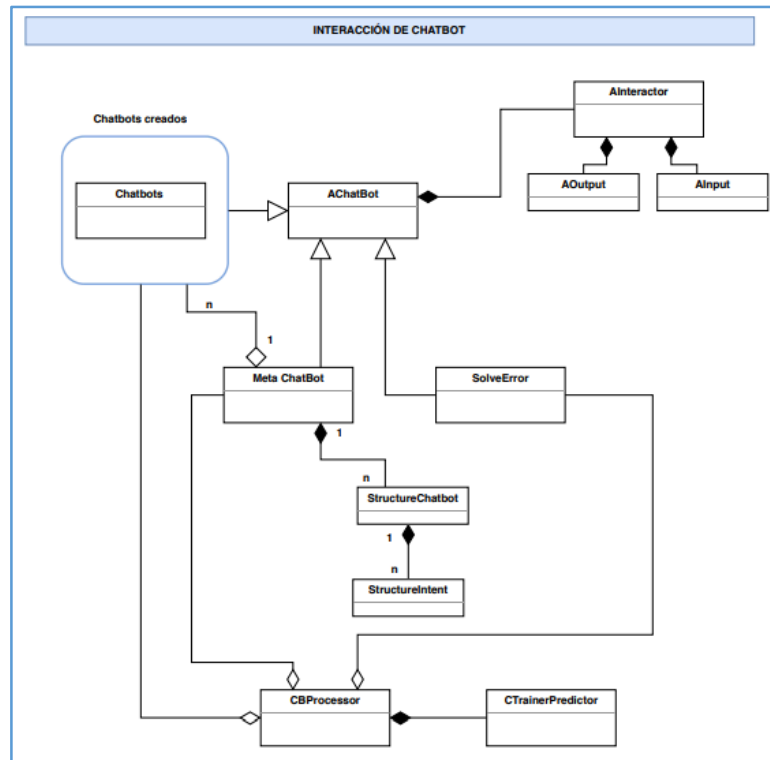 INTERACCIÓN DE CHATBOT
AInteractor
Chatbots creados
AOutput
AInput
Chatbots
AChatBot
n
1
Meta ChatBot
SolveError
1
n
StructureChatbot
1
n
StructureIntent
CBProcessor
CTrainerPredictor